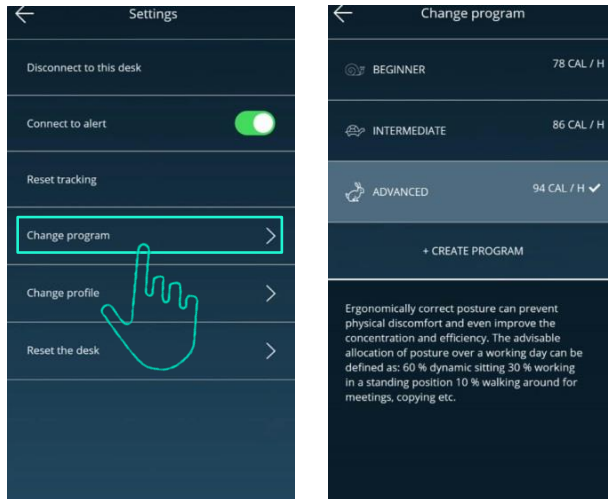 Settings
Disconnect to this desk
Connect to alert
Reset tracking
Change program
Change profile
Reset the desk
Change program
BEGINNER 78 CAL / H
INTERMEDIATE 86 CAL / H
ADVANCED 94 CAL / H
+ CREATE PROGRAM
Ergonomically correct posture can prevent
physical discomfort and even improve the
concentration and efficiency. The advisable
allocation of posture over a working day can be
defined as: 60 % dynamic sitting 30 % working
in a standing position 10 % walking around for
meetings, copying etc.